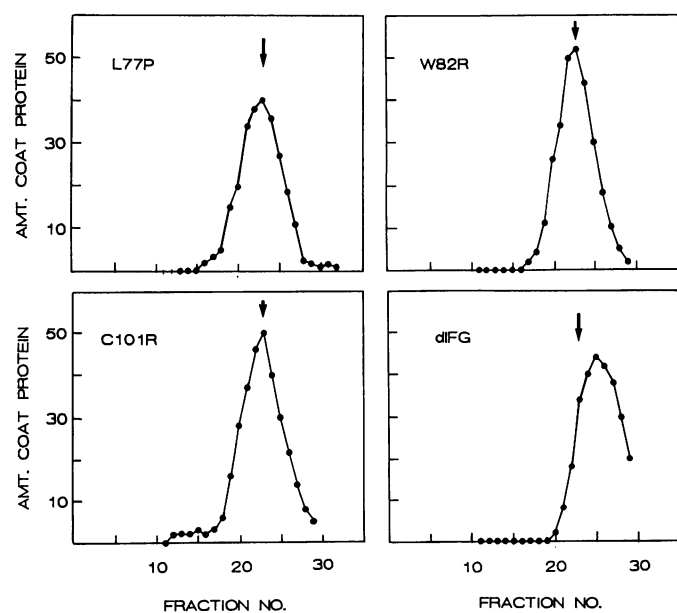 L77P
W82R
AMT. COAT PROTEIN
50
30
10
C101R
dIFG
AMT. COAT PROTEIN
50
30
10
10 20 30
10 20 30
FRACTION NO.
FRACTION NO.